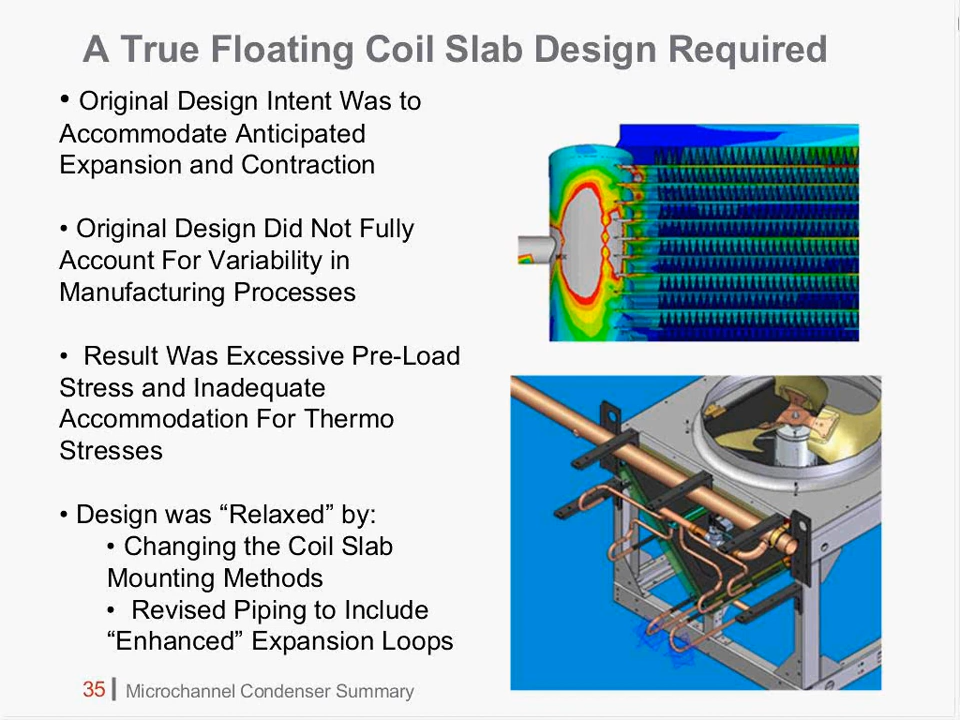 A True Floating Coil Slab Design Required
• Original Design Intent Was to
Accommodate Anticipated
Expansion and Contraction
• Original Design Did Not Fully
Account For Variability in
Manufacturing Processes
• Result Was Excessive Pre-Load
Stress and Inadequate
Accommodation For Thermo
Stresses
• Design was “Relaxed” by:
• Changing the Coil Slab
Mounting Methods
• Revised Piping to Include
“Enhanced” Expansion Loops
35 | Microchannel Condenser Summary